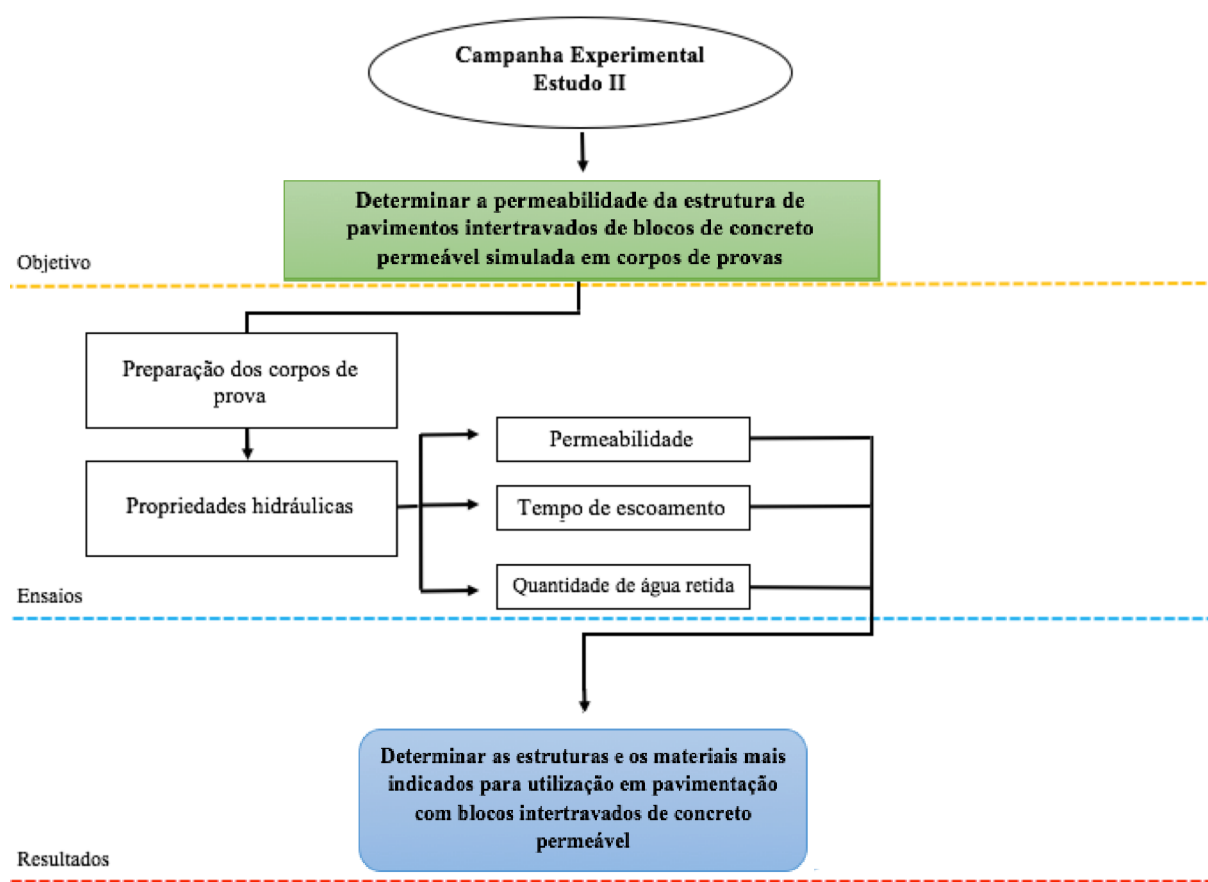 Campanha Experimental
Estudo II
Determinar a permeabilidade da estrutura de
pavimentos intertravados de blocos de concreto
permeável simulada em corpos de provas
Objetivo
Preparação dos corpos de
prova
Propriedades hidráulicas
Permeabilidade
Tempo de escoamento
Quantidade de água retida
Ensaios
Determinar as estruturas e os materiais mais
indicados para utilização em pavimentação
com blocos intertravados de concreto
permeável
Resultados